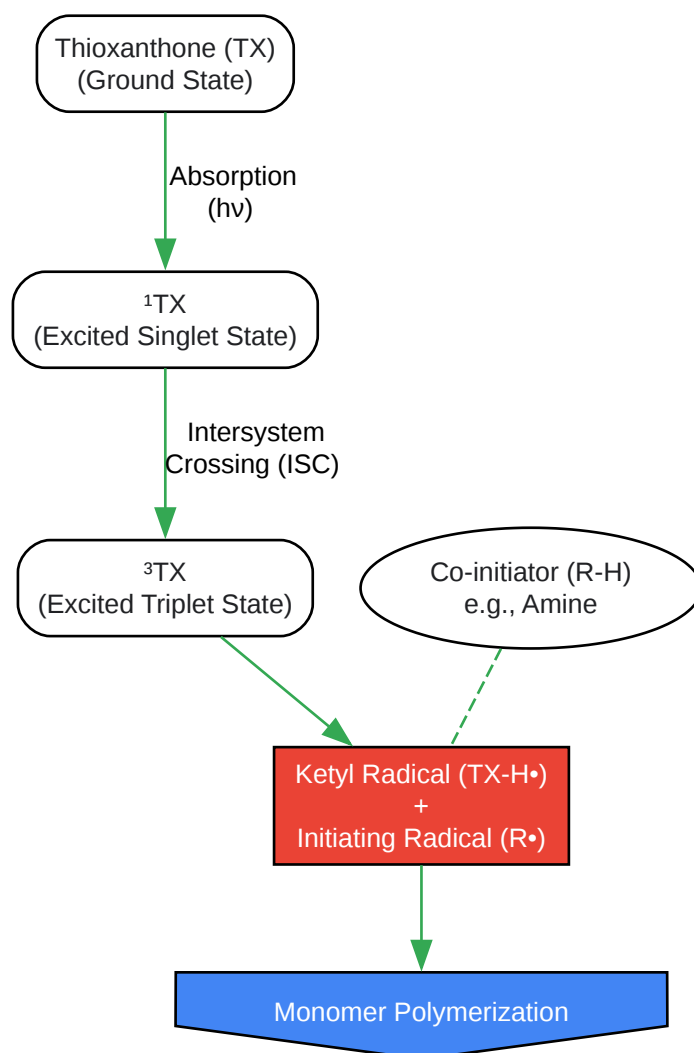 Thioxanthone (TX)
(Ground State)
Absorption
(hν)
¹TX
(Excited Singlet State)
Intersystem
Crossing (ISC)
³TX
(Excited Triplet State)
Co-initiator (R-H)
e.g., Amine
Ketyl Radical (TX-H•)
+
Initiating Radical (R•)
Monomer Polymerization